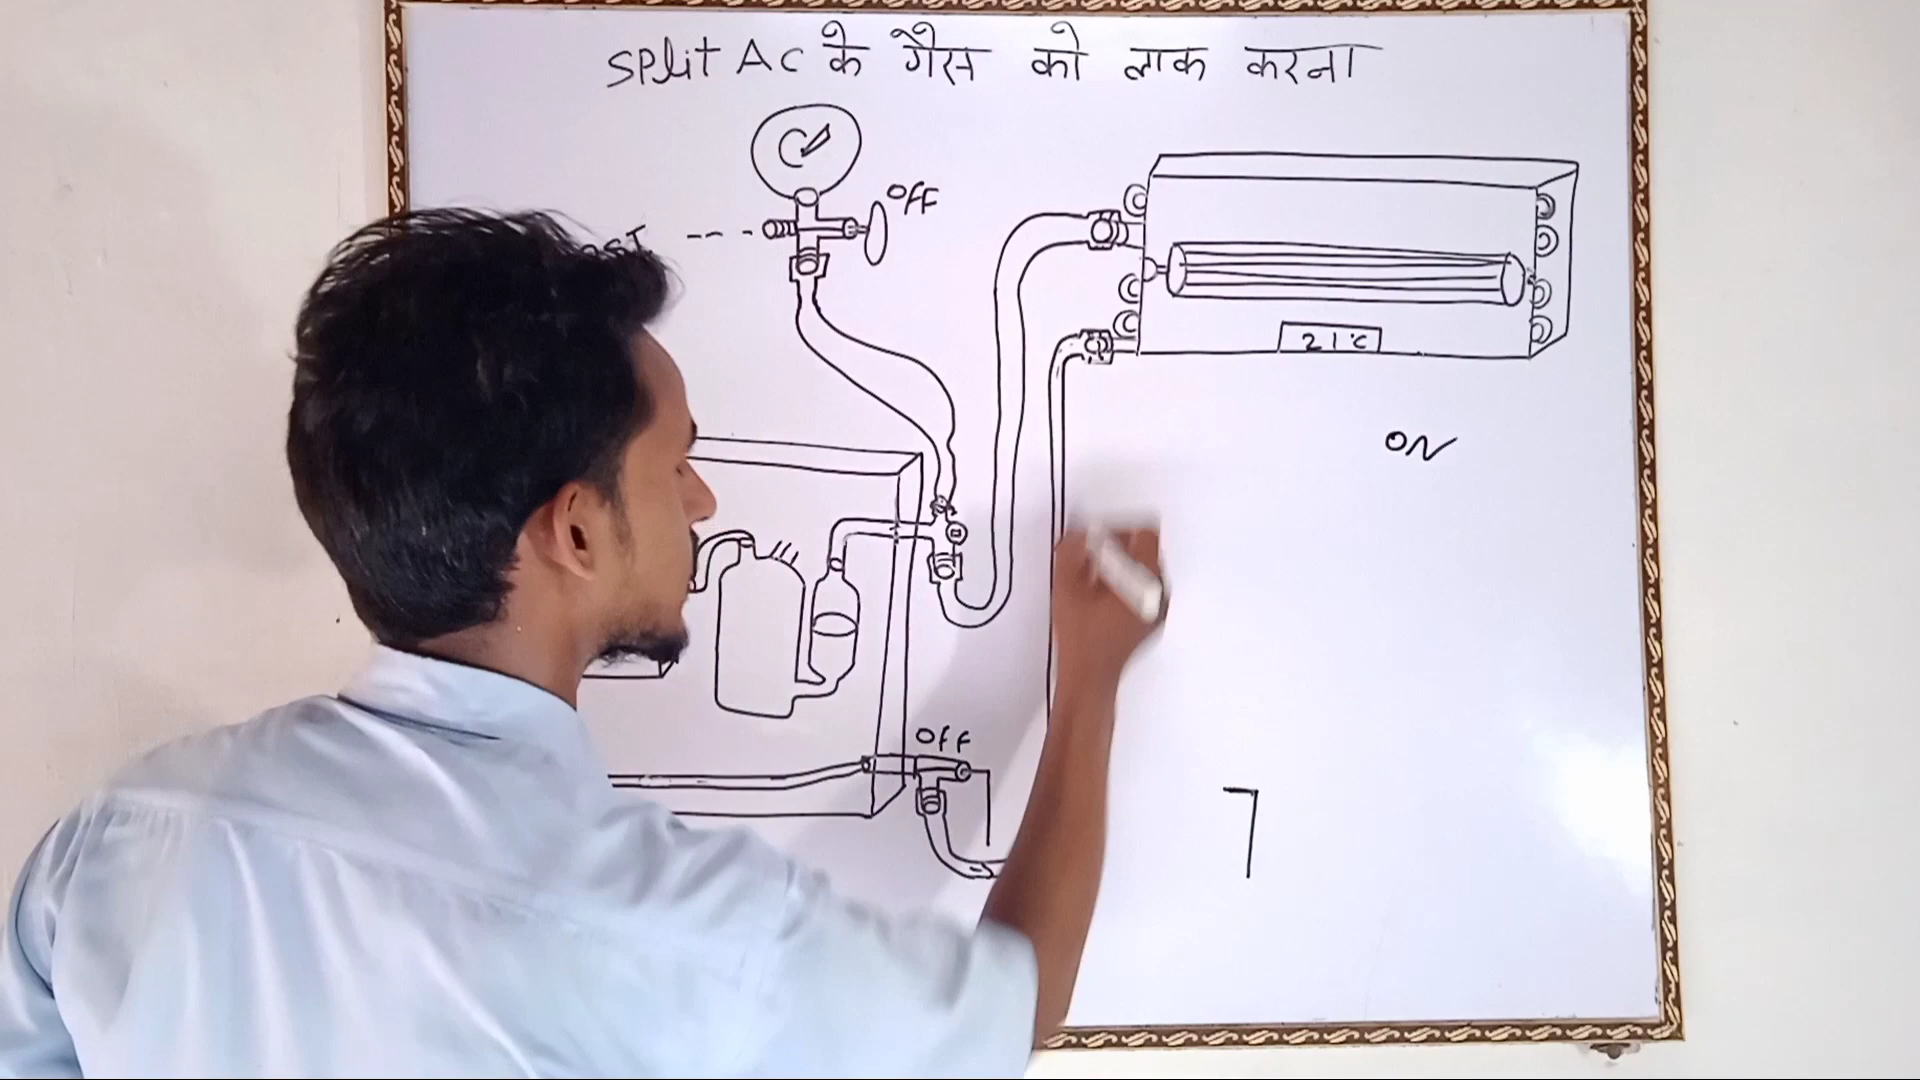 split Ac के गैस को लाक करना
OFF
21°c
ON
OFF